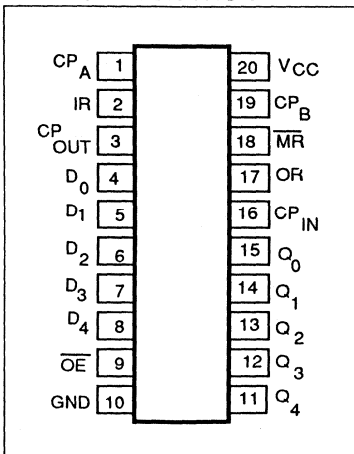 CPA 1 20 VCC
IR 2 19 CPB
CPOUT 3 18 M̅R̅
D0 4 17 OR
D1 5 16 CPIN
D2 6 15 Q0
D3 7 14 Q1
D4 8 13 Q2
O̅E̅ 9 12 Q3
GND 10 11 Q4